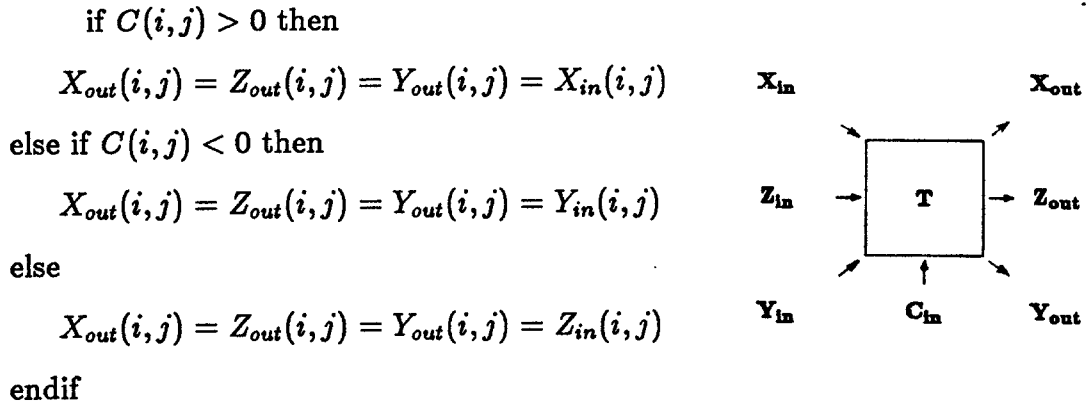 if C(i,j) > 0 then
X_out(i,j) = Z_out(i,j) = Y_out(i,j) = X_in(i,j)
else if C(i,j) < 0 then
X_out(i,j) = Z_out(i,j) = Y_out(i,j) = Y_in(i,j)
else
X_out(i,j) = Z_out(i,j) = Y_out(i,j) = Z_in(i,j)
endif
X_in X_out
Z_in T Z_out
Y_in C_in Y_out